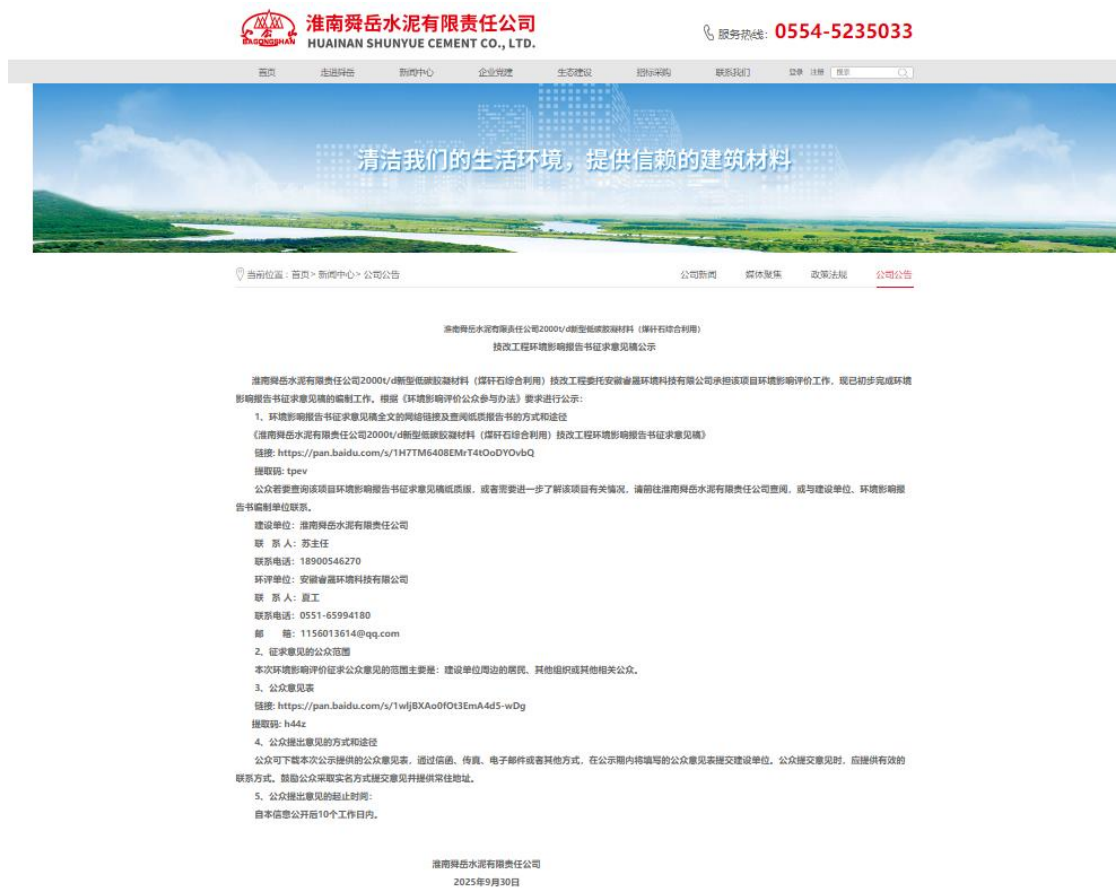 BAGONGSHAN
淮南舜岳水泥有限责任公司
HUAINAN SHUNYUE CEMENT CO., LTD.
服务热线: 0554-5235033
首页 走进舜岳 新闻中心 企业党建 生态建设 招标采购 联系我们 登录 注册 搜索
清洁我们的生活环境，提供信赖的建筑材料
当前位置：首页> 新闻中心> 公司公告 公司新闻 媒体聚焦 政策法规 公司公告
淮南舜岳水泥有限责任公司2000t/d新型低碳胶凝材料（煤矸石综合利用）
技改工程环境影响报告书征求意见稿公示
淮南舜岳水泥有限责任公司2000t/d新型低碳胶凝材料（煤矸石综合利用）技改工程委托安徽睿晟环境科技有限公司承担该项目环境影响评价工作，现已初步完成环境
影响报告书征求意见稿的编制工作。根据《环境影响评价公众参与办法》要求进行公示：
1、环境影响报告书征求意见稿全文的网络链接及查阅纸质报告书的方式和途径
《淮南舜岳水泥有限责任公司2000t/d新型低碳胶凝材料（煤矸石综合利用）技改工程环境影响报告书征求意见稿》
链接: https://pan.baidu.com/s/1H7TM6408EMrT4tOoDYOvbQ
提取码: tpev
公众若要查询该项目环境影响报告书征求意见稿纸质版，或者需要进一步了解该项目有关情况，请前往淮南舜岳水泥有限责任公司查阅，或与建设单位、环境影响报
告书编制单位联系。
建设单位：淮南舜岳水泥有限责任公司
联 系 人：苏主任
联系电话：18900546270
环评单位：安徽睿晟环境科技有限公司
联 系 人：夏工
联系电话：0551-65994180
邮 箱：1156013614@qq.com
2、征求意见的公众范围
本次环境影响评价征求公众意见的范围主要是：建设单位周边的居民、其他组织或其他相关公众。
3、公众意见表
链接: https://pan.baidu.com/s/1wljBXAo0fOt3EmA4d5-wDg
提取码: h44z
4、公众提出意见的方式和途径
公众可下载本次公示提供的公众意见表，通过信函、传真、电子邮件或者其他方式，在公示期内将填写的公众意见表提交建设单位。公众提交意见时，应提供有效的
联系方式。鼓励公众采取实名方式提交意见并提供常住地址。
5、公众提出意见的起止时间：
自本信息公开后10个工作日内。
淮南舜岳水泥有限责任公司
2025年9月30日